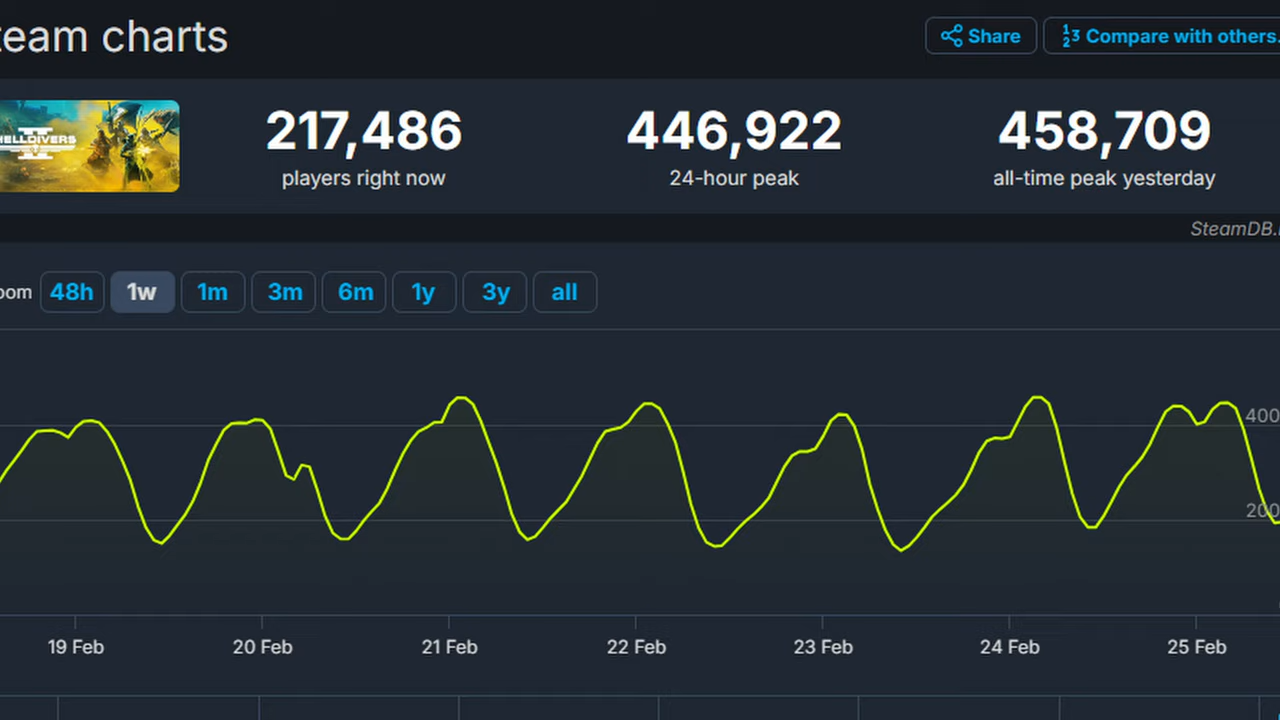 team charts
Share
Compare with others.
HELLDIVERS
II
217,486
players right now
446,922
24-hour peak
458,709
all-time peak yesterday
SteamDB.
oom 48h 1w 1m 3m 6m 1y 3y all
400
200
19 Feb 20 Feb 21 Feb 22 Feb 23 Feb 24 Feb 25 Feb